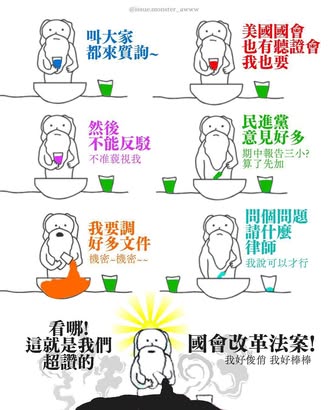 @issue.monster_awww
叫大家
都來質詢~
美國國會
也有聽證會
我也要
然後
不能反駁
不准藐視我
民進黨
意見好多
期中報告三小?
算了先加
我要調
好多文件
機密~機密~~
問個問題
請什麼
律師
我說可以才行
看哪!
這就是我們
超讚的
國會改革法案!
我好俊俏 我好棒棒